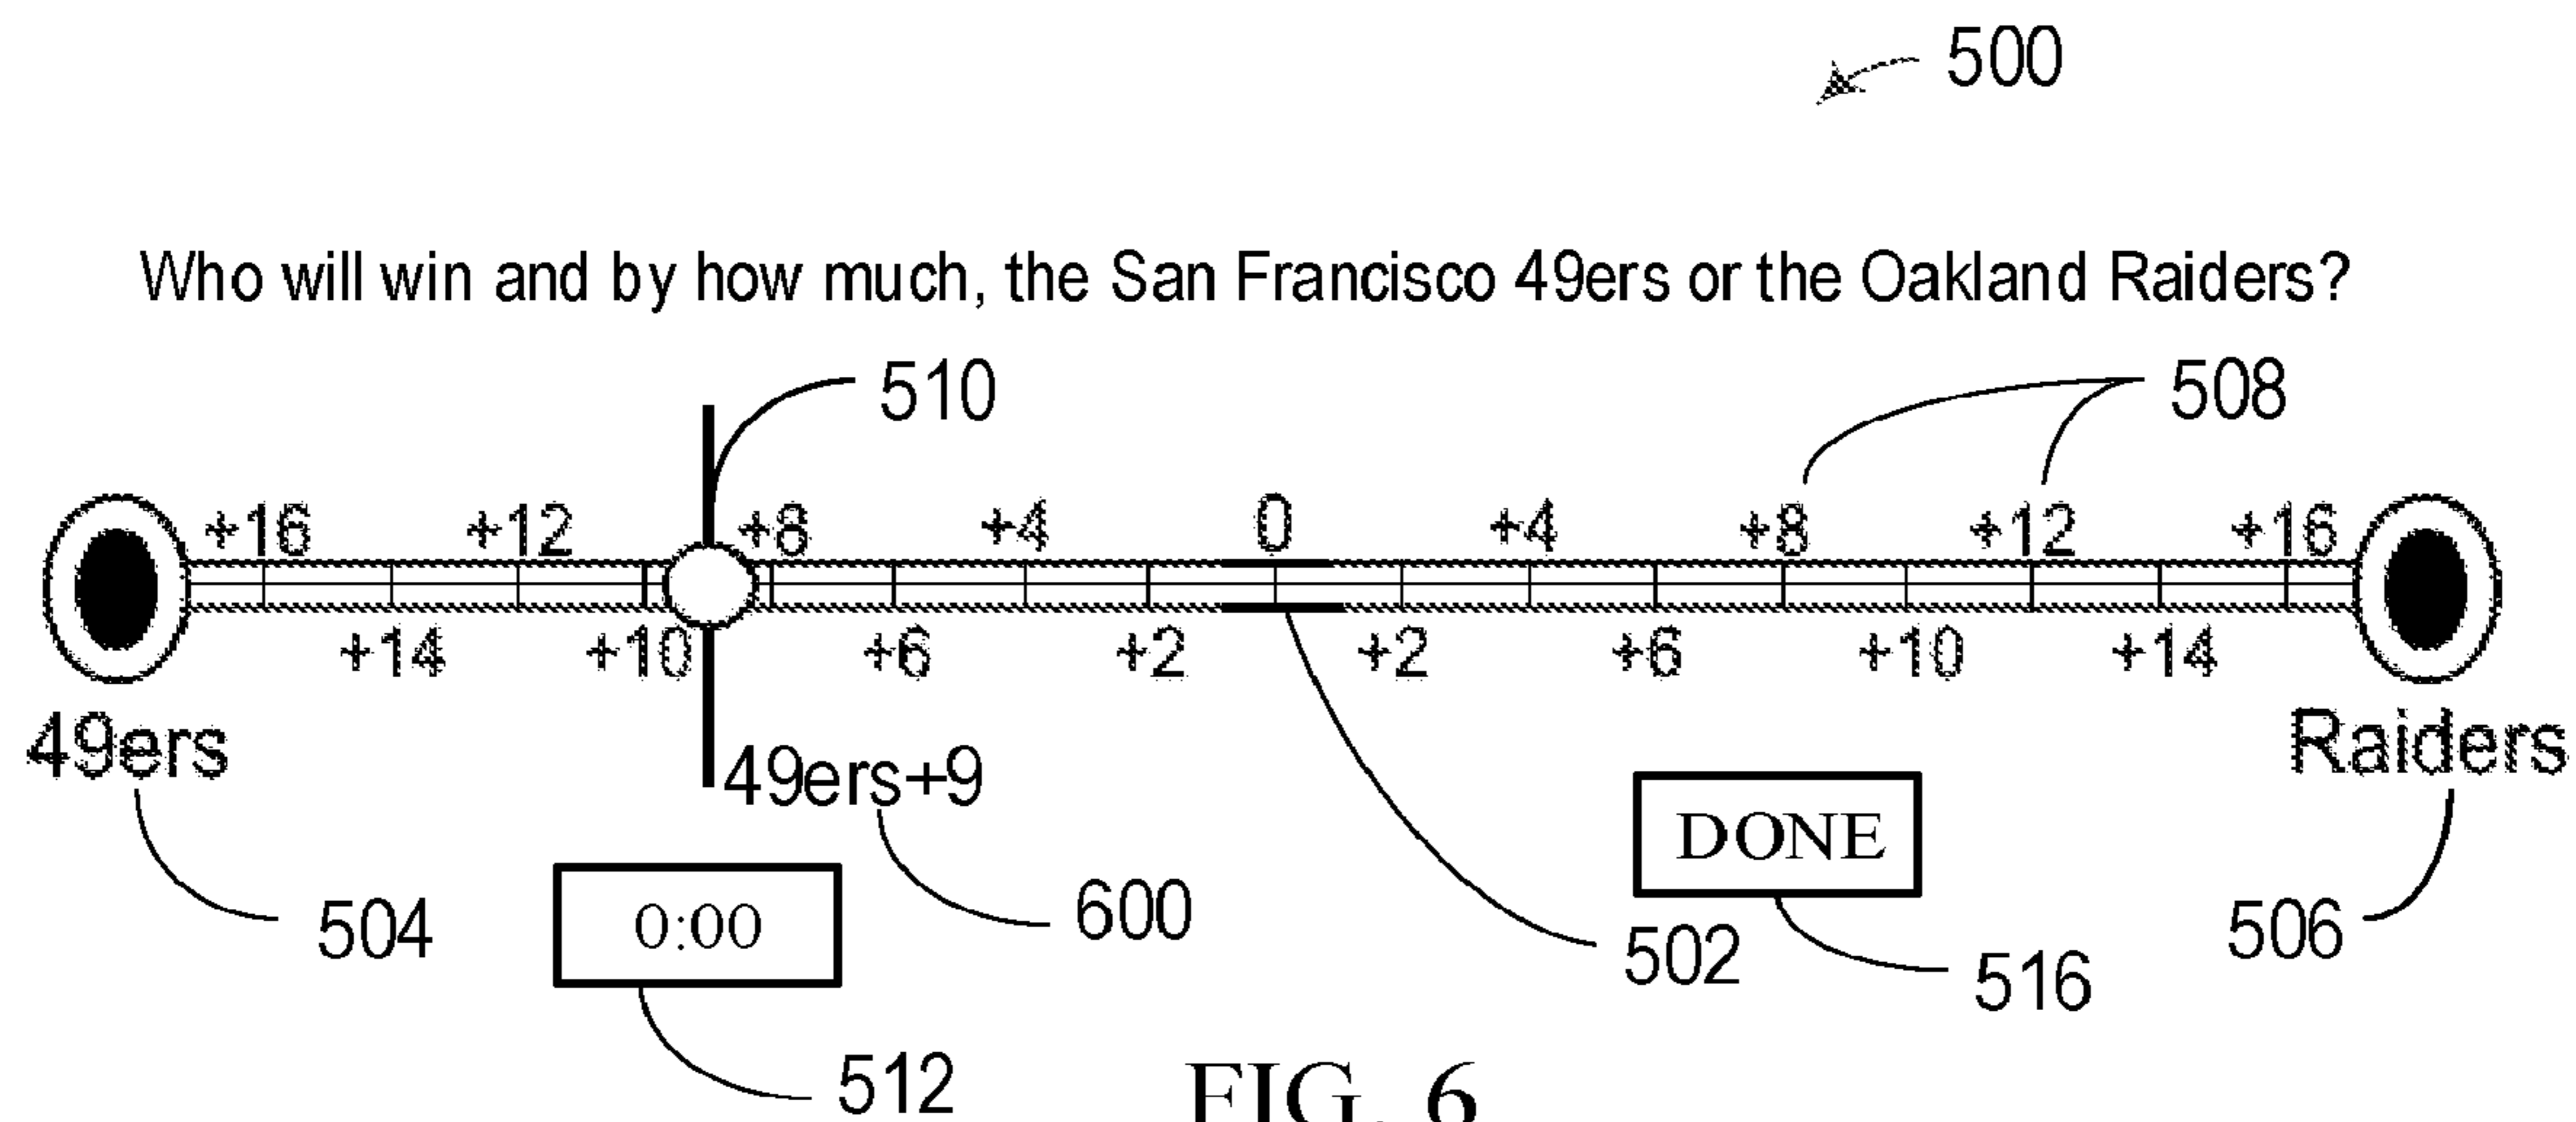 500
Who will win and by how much, the San Francisco 49ers or the Oakland Raiders?
510
508
+16 +12 +8 +4 0 +4 +8 +12 +16
+14 +10 +6 +2 +2 +6 +10 +14
49ers
Raiders
49ers+9
DONE
504
0:00
600
502
516
506
512
FIG. 6